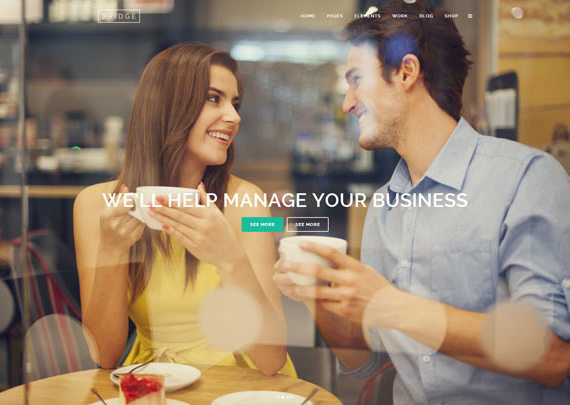 BRIDGE
HOME PAGES ELEMENTS WORK BLOG SHOP
WE'LL HELP MANAGE YOUR BUSINESS
SEE MORE SEE MORE